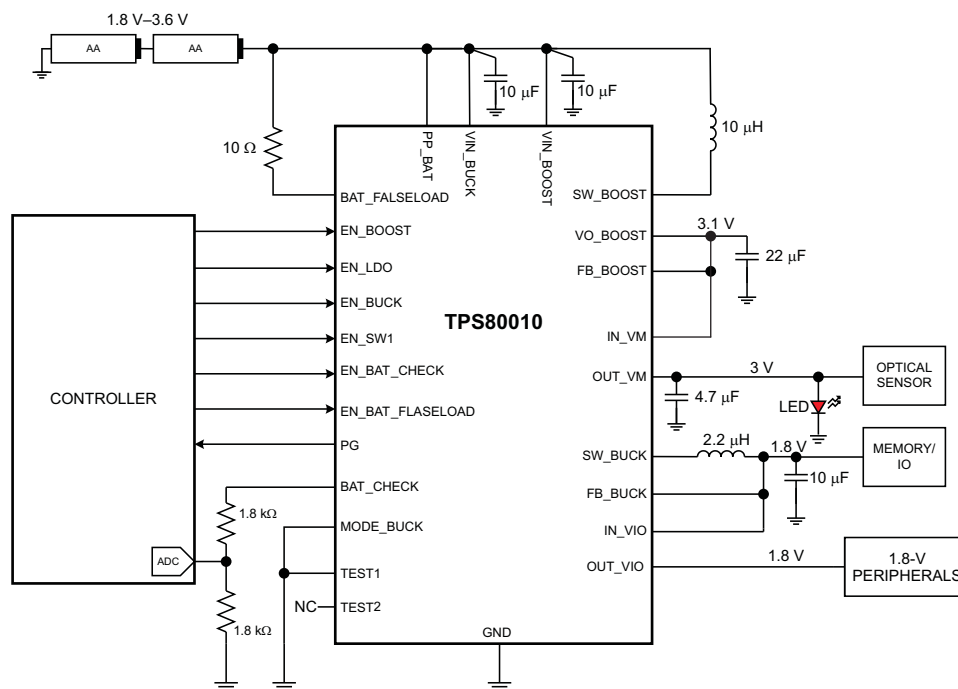 1.8 V–3.6 V
AA
AA
10 μF
10 μF
10 μH
10 Ω
PP_BAT
VIN_BUCK
VIN_BOOST
BAT_FALSELOAD
SW_BOOST
EN_BOOST
VO_BOOST
3.1 V
22 μF
EN_LDO
FB_BOOST
EN_BUCK
TPS80010
EN_SW1
IN_VM
EN_BAT_CHECK
OUT_VM
3 V
OPTICAL
SENSOR
CONTROLLER
4.7 μF
LED
EN_BAT_FLASELOAD
PG
2.2 μH
SW_BUCK
1.8 V
MEMORY/
IO
10 μF
BAT_CHECK
FB_BUCK
1.8 kΩ
MODE_BUCK
IN_VIO
ADC
TEST1
OUT_VIO
1.8 V
1.8-V
PERIPHERALS
NC
TEST2
1.8 kΩ
GND